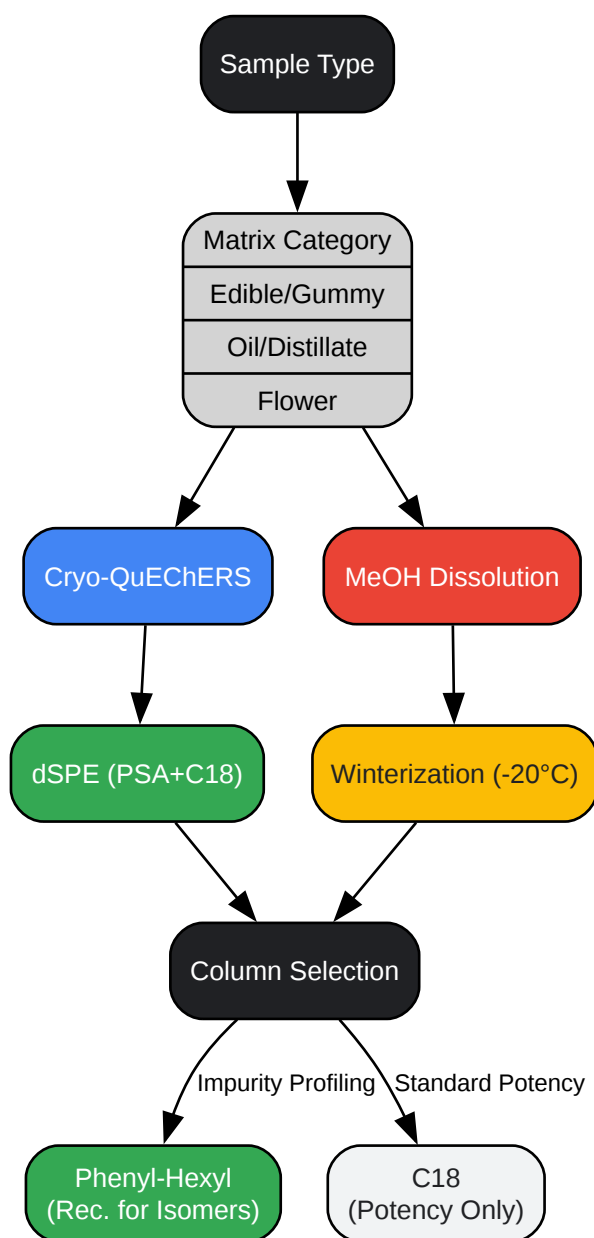 Sample Type
Matrix Category
Edible/Gummy
Oil/Distillate
Flower
Cryo-QuEChERS
MeOH Dissolution
dSPE (PSA+C18)
Winterization (-20°C)
Column Selection
Impurity Profiling
Standard Potency
Phenyl-Hexyl
(Rec. for Isomers)
C18
(Potency Only)